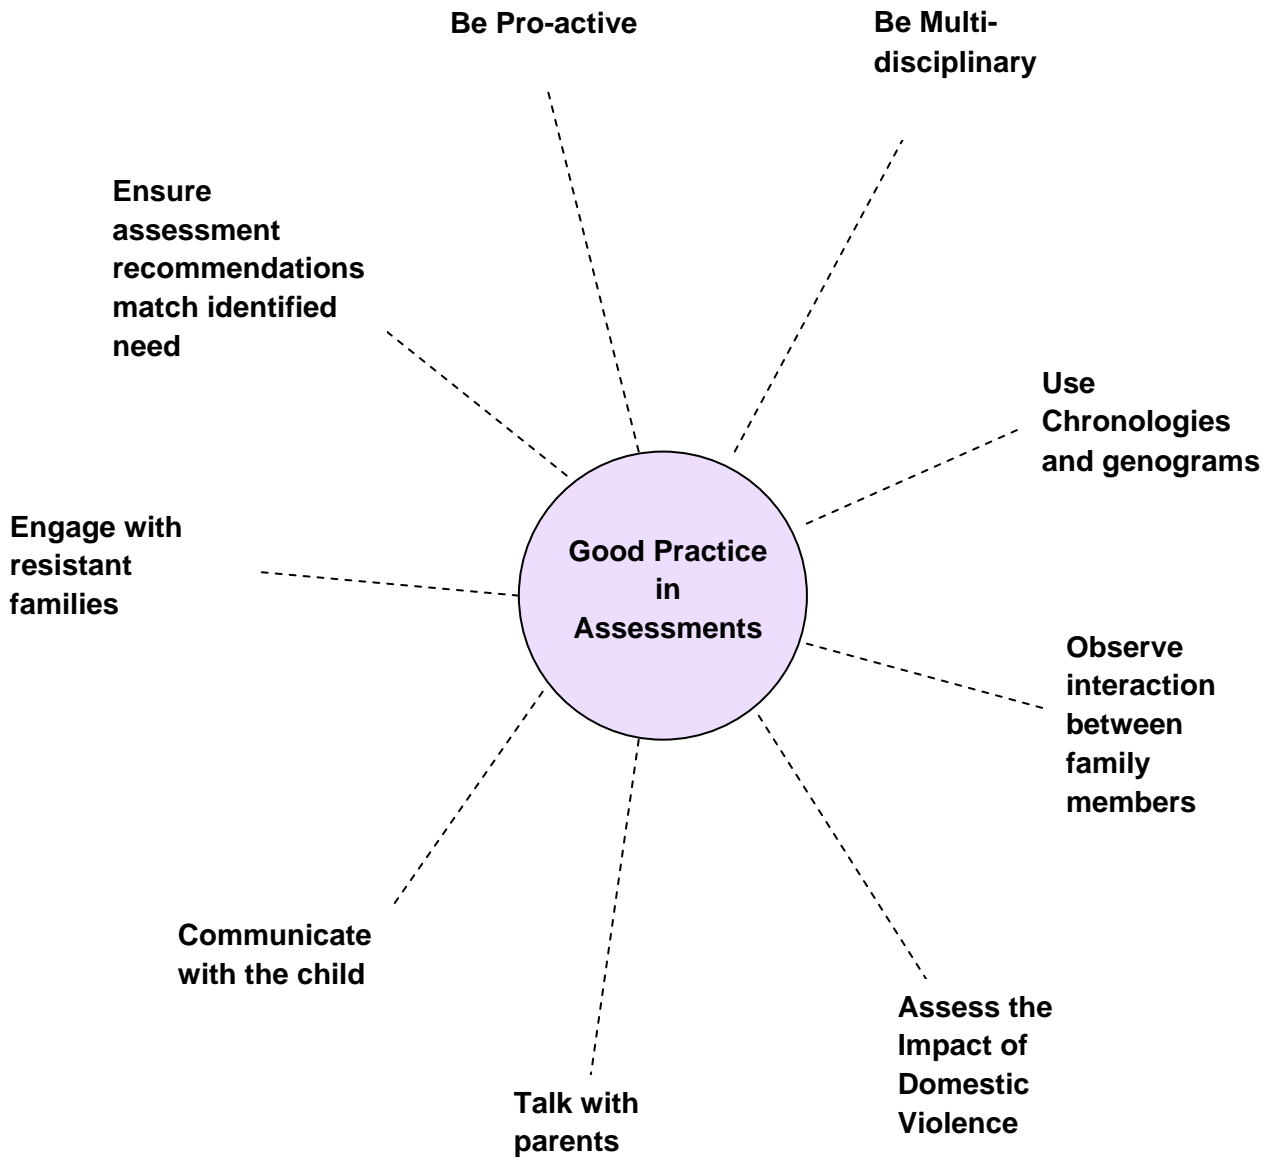 Be Pro-active
Be Multi-
disciplinary
Ensure
assessment
recommendations
match identified
need
Use
Chronologies
and genograms
Engage with
resistant
families
Good Practice
in
Assessments
Observe
interaction
between
family
members
Communicate
with the child
Assess the
Impact of
Domestic
Violence
Talk with
parents